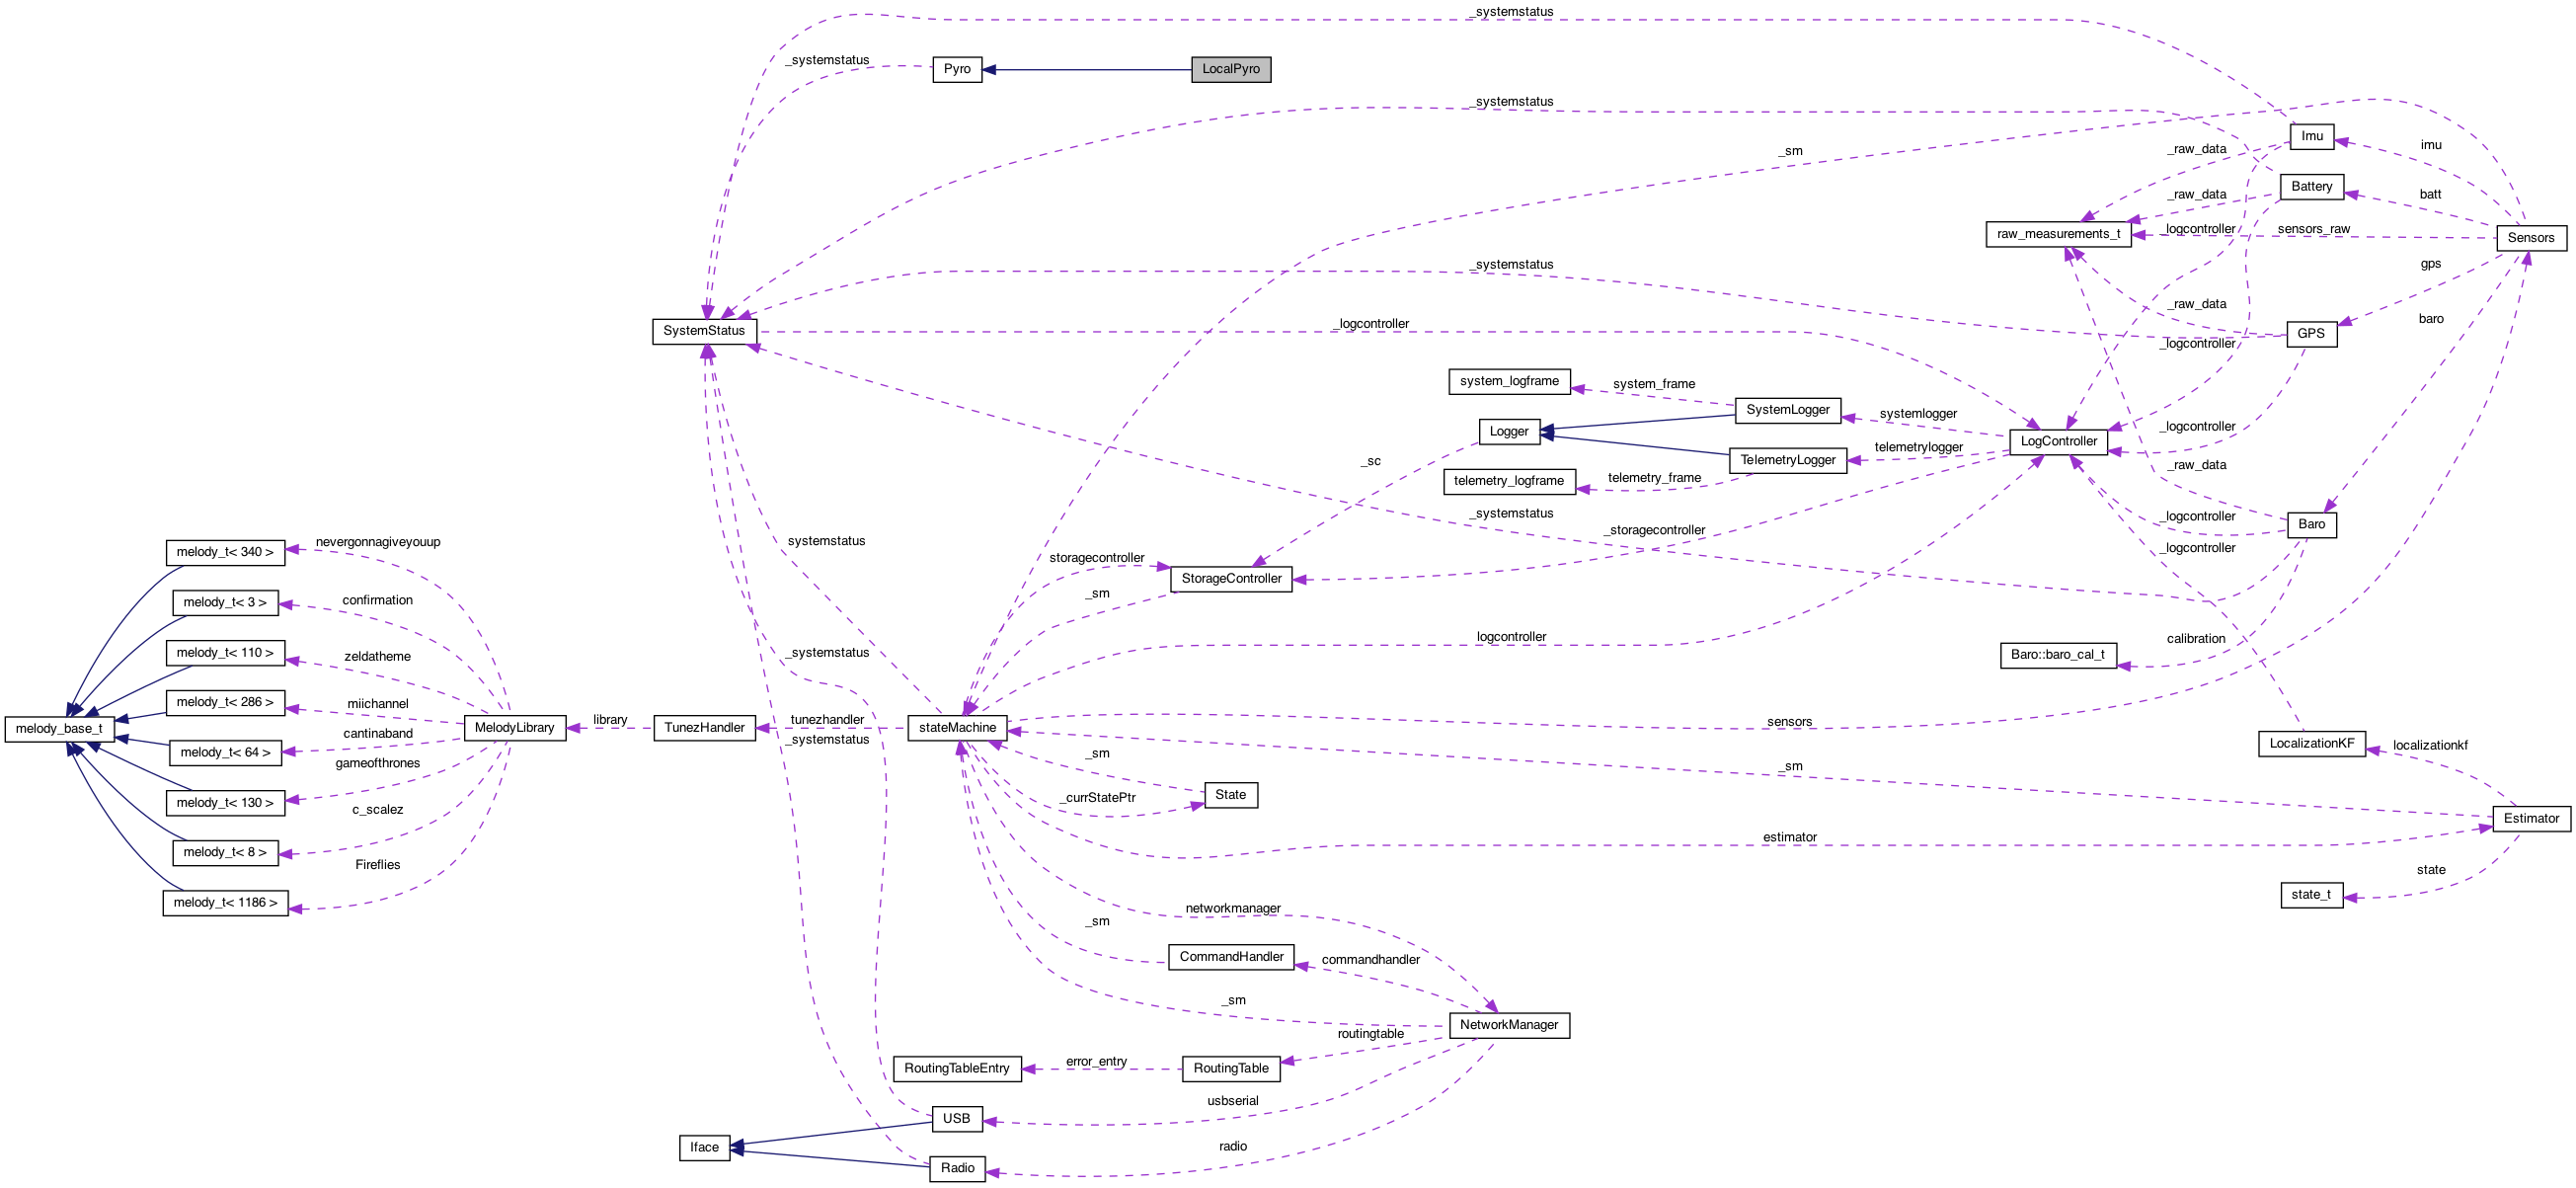 _systemstatus
_systemstatus
Pyro
LocalPyro
_systemstatus
Imu
imu
_raw_data
_sm
Battery
batt
_raw_data
raw_measurements_t
_logcontroller
sensors_raw
Sensors
_systemstatus
gps
_raw_data
SystemStatus
_logcontroller
GPS
baro
_logcontroller
system_logframe
system_frame
SystemLogger
systemlogger
Logger
_logcontroller
LogController
_sc
TelemetryLogger
telemetrylogger
_raw_data
telemetry_logframe
telemetry_frame
_systemstatus
_logcontroller
Baro
_storagecontroller
systemstatus
nevergonnagiveyouup
melody_t< 340 >
_logcontroller
storagecontroller
StorageController
_sm
melody_t< 3 >
confirmation
logcontroller
calibration
melody_t< 110 >
zeldatheme
_systemstatus
Baro::baro_cal_t
melody_t< 286 >
miichannel
melody_base_t
MelodyLibrary
library
TunezHandler
tunezhandler
stateMachine
sensors
cantinaband
_systemstatus
LocalizationKF
localizationkf
melody_t< 64 >
gameofthrones
_sm
_sm
melody_t< 130 >
_currStatePtr
State
c_scalez
Estimator
estimator
melody_t< 8 >
Fireflies
state
state_t
melody_t< 1186 >
networkmanager
_sm
CommandHandler
commandhandler
_sm
NetworkManager
routingtable
RoutingTableEntry
error_entry
RoutingTable
usbserial
USB
Iface
radio
Radio